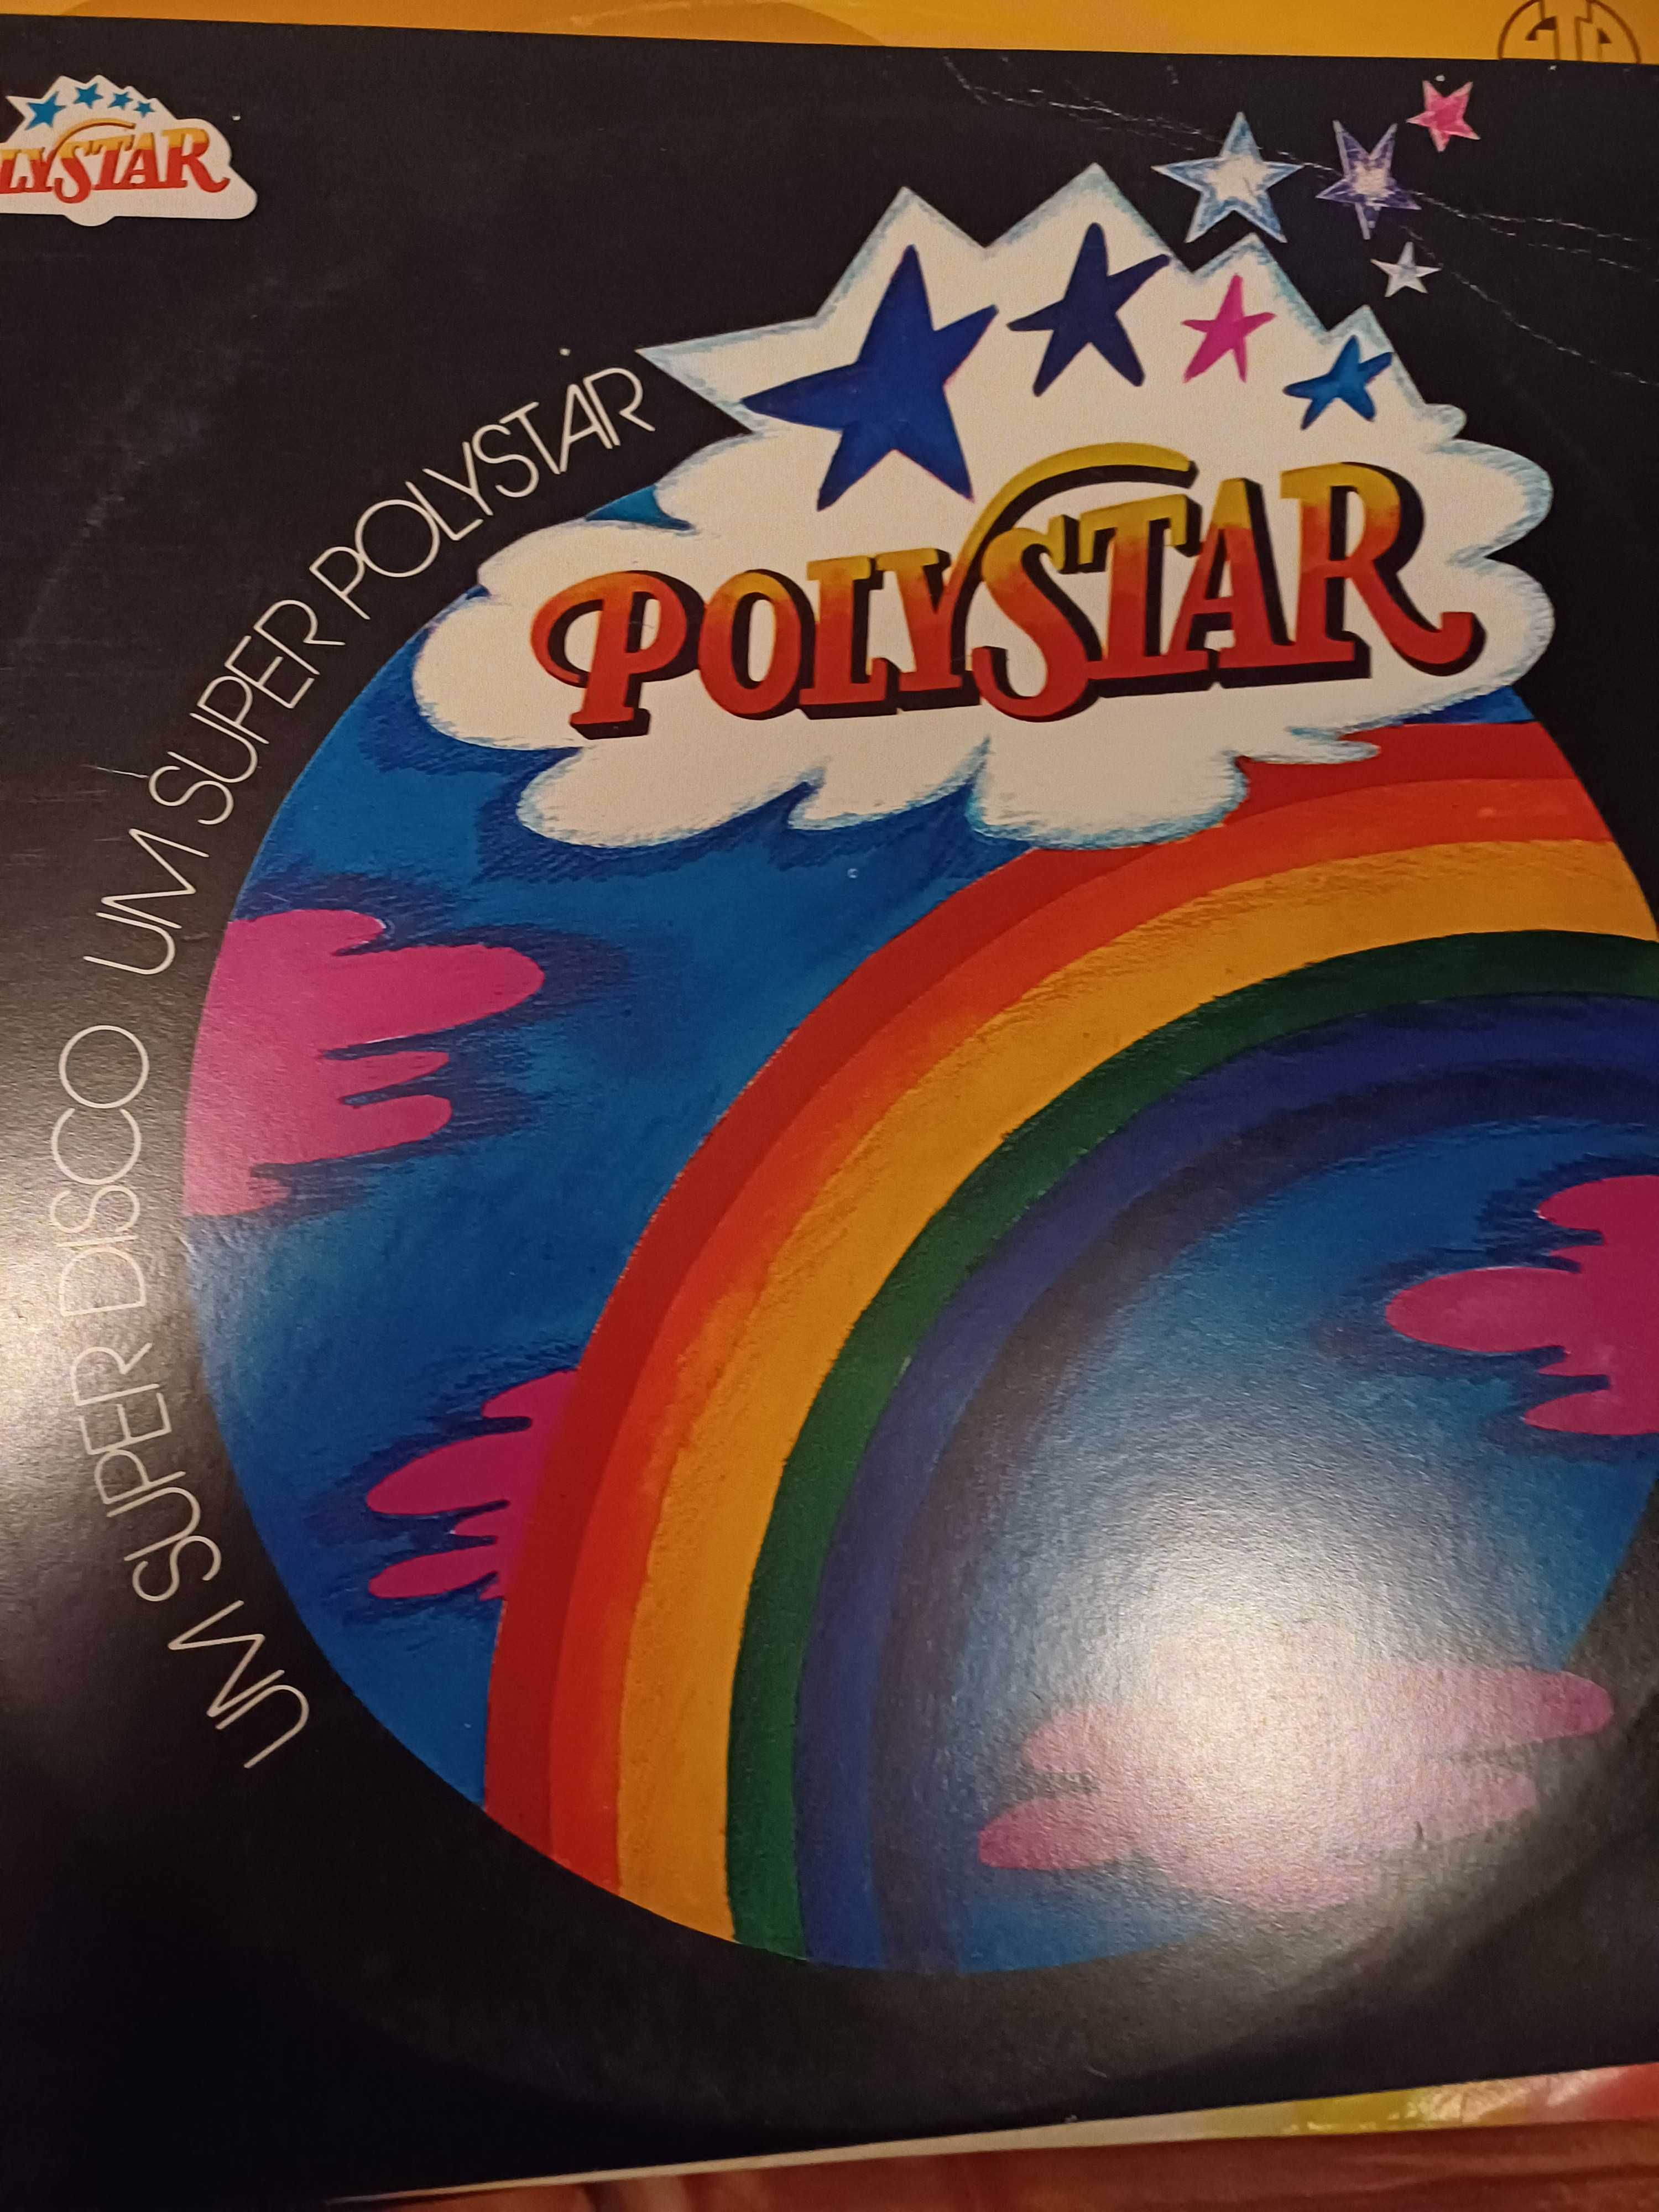 LYSTAR
POLYSTAR
UM SUPER DISCO UM SUPER POLYSTAR